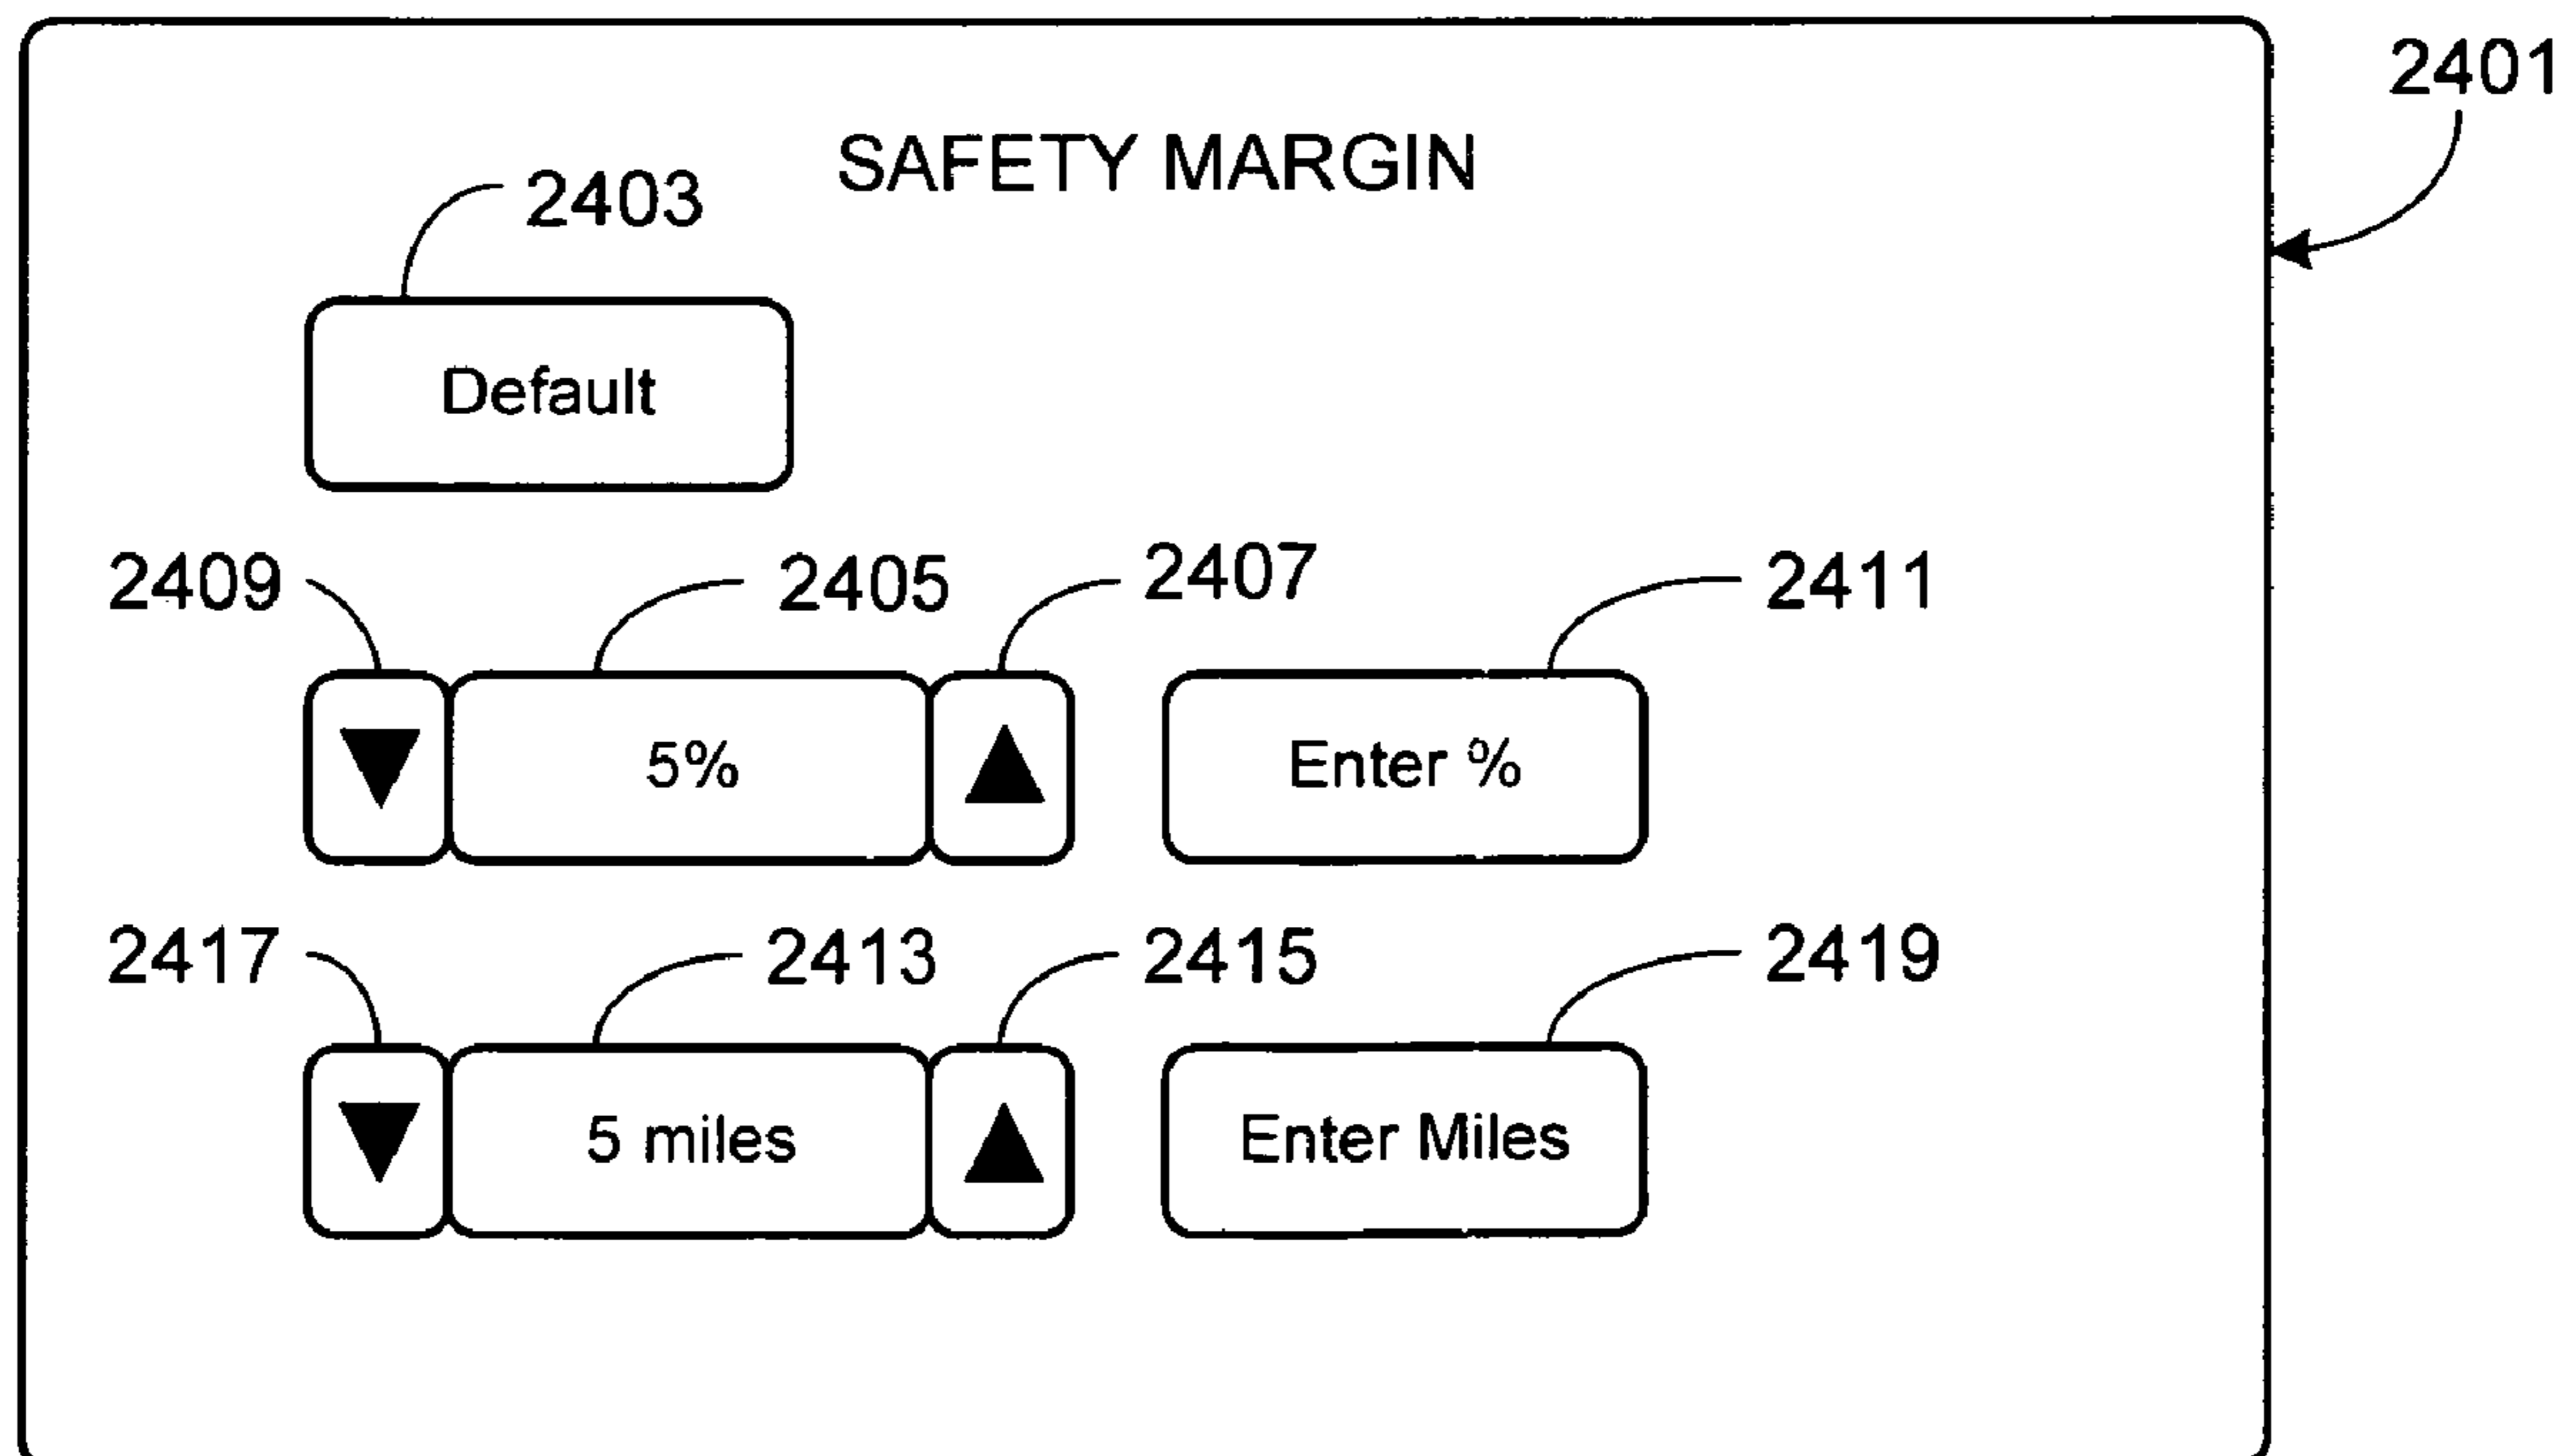 2401
SAFETY MARGIN
2403
Default
2409 2405 2407 2411
5% Enter %
2417 2413 2415 2419
5 miles Enter Miles